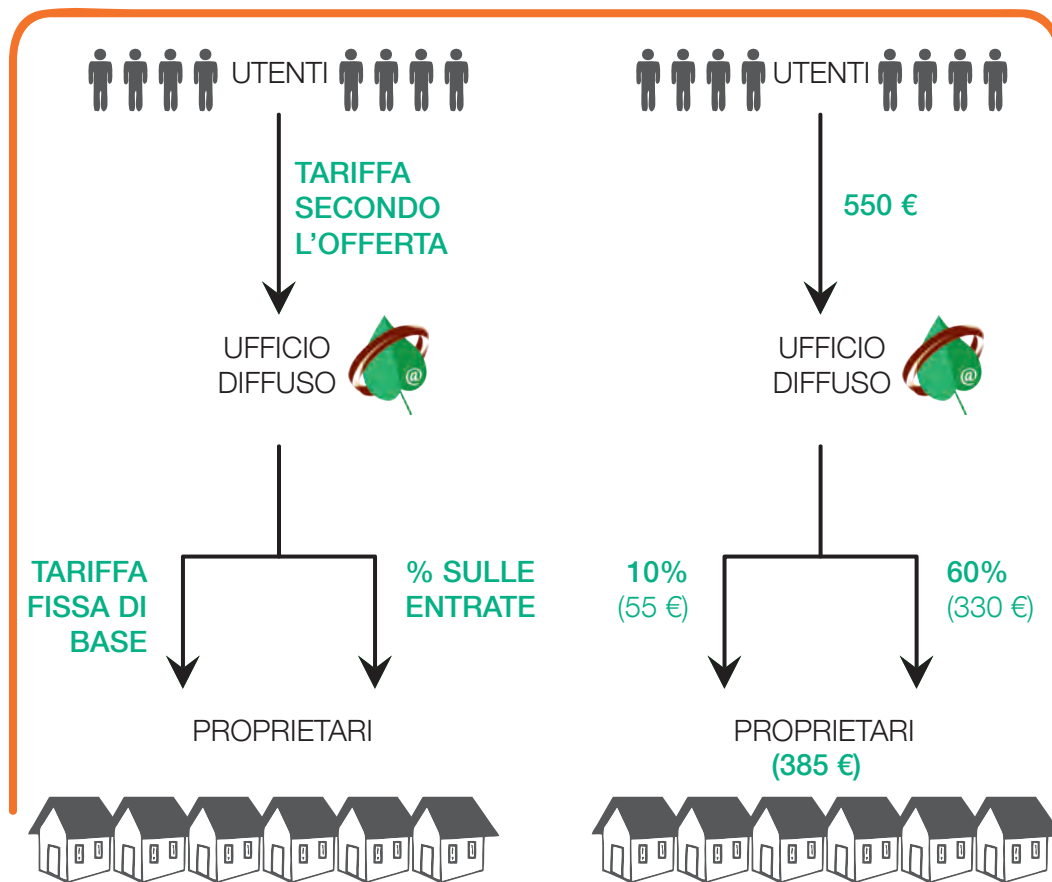 UTENTI
TARIFFA
SECONDO
L'OFFERTA
UFFICIO
DIFFUSO
@
TARIFFA
FISSA DI
BASE
% SULLE
ENTRATE
PROPRIETARI
UTENTI
550 €
UFFICIO
DIFFUSO
@
10%
(55 €)
60%
(330 €)
PROPRIETARI
(385 €)